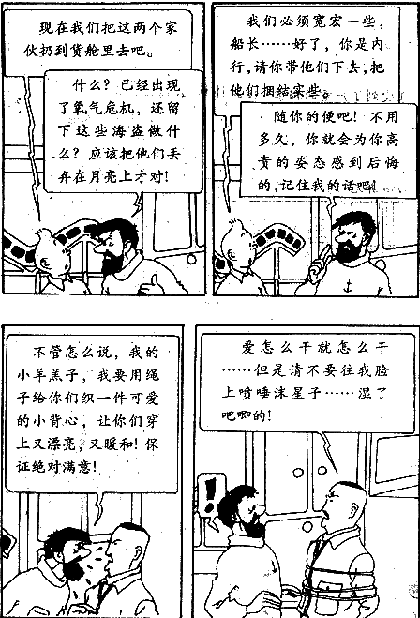 现在我们把这两个家
伙扔到货舱里去吧。
什么？已经出现
了氧气危机，还留
下这些海盗做什
么？应该把他们丢
弃在月亮上才对！
我们必须宽宏一些，
船长……好了，你是内
行，请你带他们下去，把
他们捆结实些。
随你的便吧！不用
多久，你就会为你高
贵的姿态感到后悔
的，记住我的话吧！
不管怎么说，我的
小羊羔子，我要用绳
子给你们织一件可爱
的小背心，让你们穿
上又漂亮，又暖和！保
证绝对满意！
爱怎么干就怎么干
……但是请不要往我脸
上喷唾沫星子……湿了
吧唧的！
!